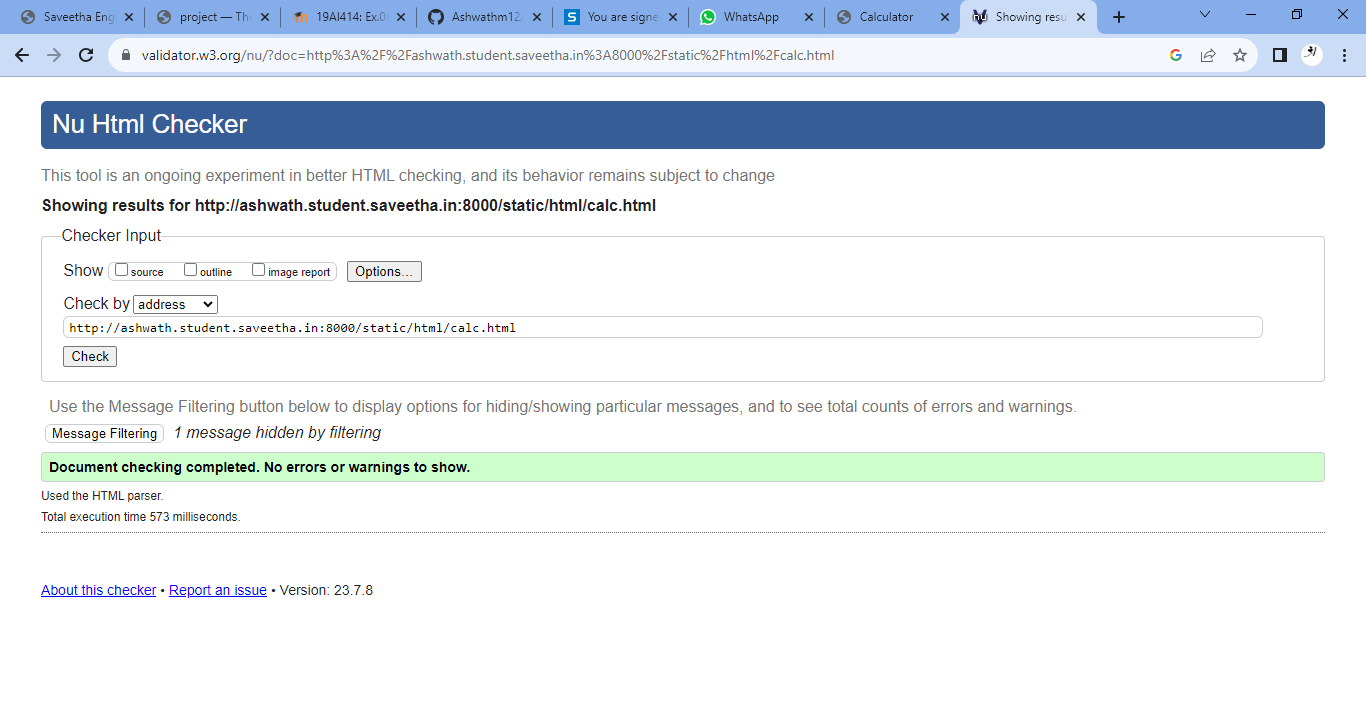 Saveetha Eng
project — The
19AI414: Ex.0
Ashwathm12
You are signe
WhatsApp
Calculator
Showing resu
validator.w3.org/nu/?doc=http%3A%2F%2Fashwath.student.saveetha.in%3A8000%2Fstatic%2Fhtml%2Fcalc.html
Nu Html Checker
This tool is an ongoing experiment in better HTML checking, and its behavior remains subject to change
Showing results for http://ashwath.student.saveetha.in:8000/static/html/calc.html
Checker Input
Show source outline image report Options...
Check by address
http://ashwath.student.saveetha.in:8000/static/html/calc.html
Check
Use the Message Filtering button below to display options for hiding/showing particular messages, and to see total counts of errors and warnings.
Message Filtering 1 message hidden by filtering
Document checking completed. No errors or warnings to show.
Used the HTML parser.
Total execution time 573 milliseconds.
About this checker • Report an issue • Version: 23.7.8